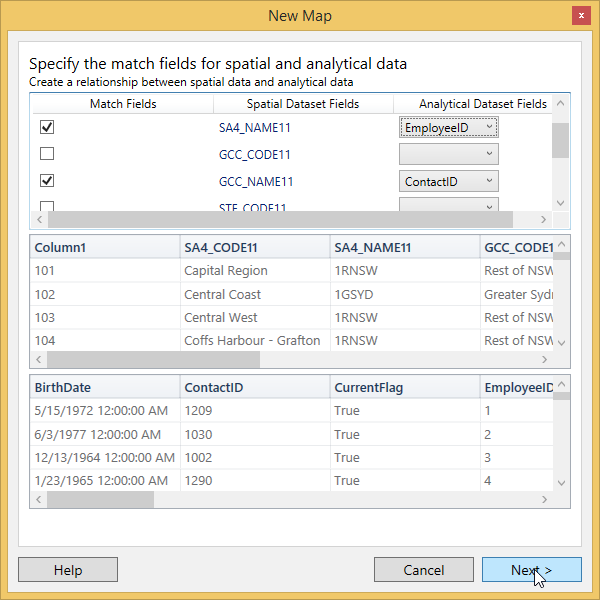 New Map
Specify the match fields for spatial and analytical data
Create a relationship between spatial data and analytical data
Match Fields Spatial Dataset Fields Analytical Dataset Fields
SA4_NAME11 EmployeeID
GCC_CODE11
GCC_NAME11 ContactID
STE_CODE11
Column1 SA4_CODE11 SA4_NAME11 GCC_CODE1
101 Capital Region 1RNSW Rest of NSW
102 Central Coast 1GSYD Greater Sydn
103 Central West 1RNSW Rest of NSW
104 Coffs Harbour - Grafton 1RNSW Rest of NSW
BirthDate ContactID CurrentFlag EmployeeID
5/15/1972 12:00:00 AM 1209 True 1
6/3/1977 12:00:00 AM 1030 True 2
12/13/1964 12:00:00 AM 1002 True 3
1/23/1965 12:00:00 AM 1290 True 4
Help Cancel Next >